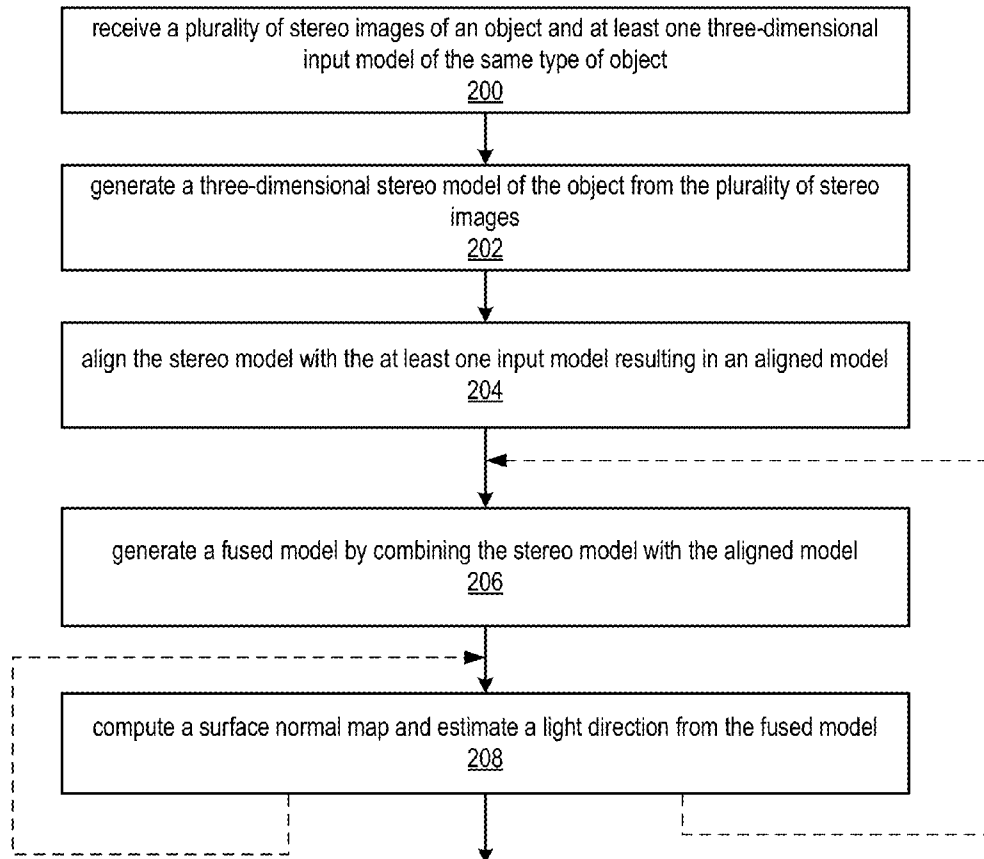 receive a plurality of stereo images of an object and at least one three-dimensional
input model of the same type of object
200
generate a three-dimensional stereo model of the object from the plurality of stereo
images
202
align the stereo model with the at least one input model resulting in an aligned model
204
generate a fused model by combining the stereo model with the aligned model
206
compute a surface normal map and estimate a light direction from the fused model
208